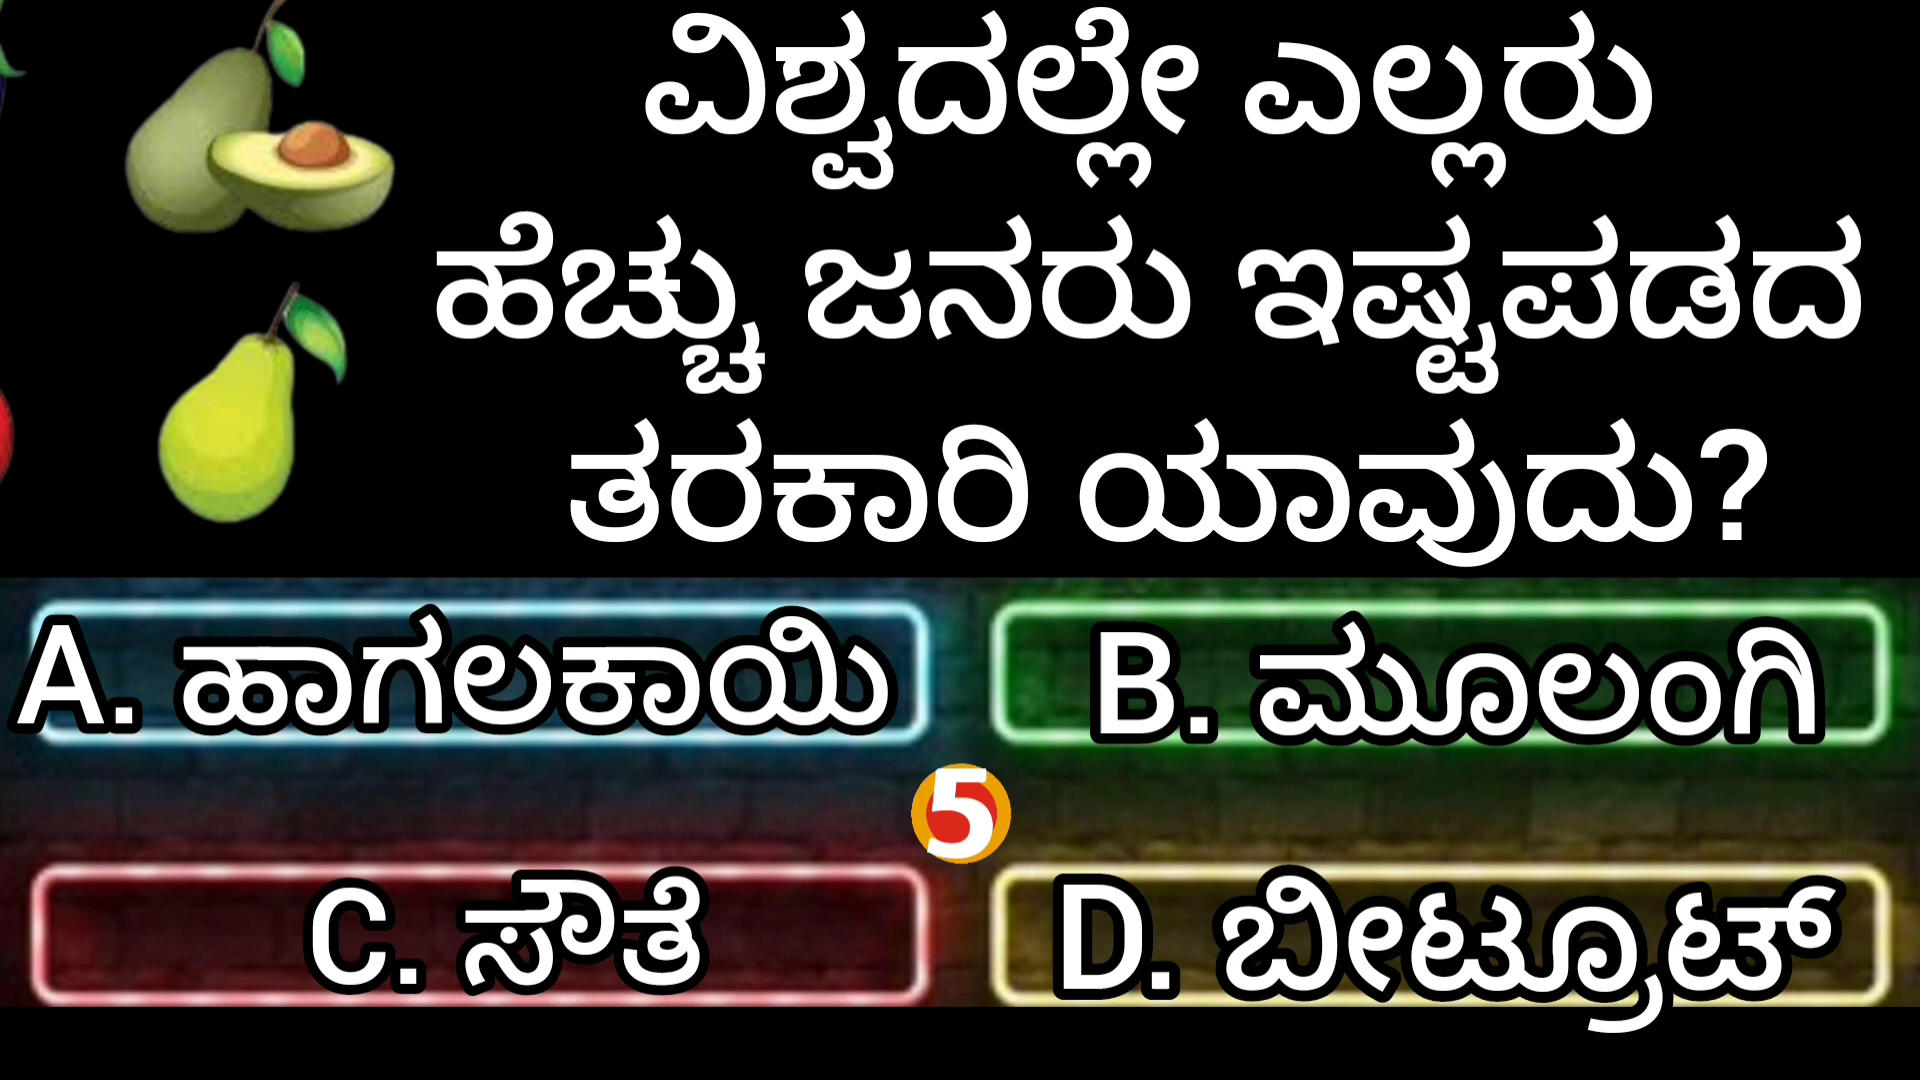 ವಿಶ್ವದಲ್ಲೇ ಎಲ್ಲರು
ಹೆಚ್ಚು ಜನರು ಇಷ್ಟಪಡದ
ತರಕಾರಿ ಯಾವುದು?
A. ಹಾಗಲಕಾಯಿ
B. ಮೂಲಂಗಿ
5
C. ಸೌತೆ
D. ಬೀಟ್ರೂಟ್